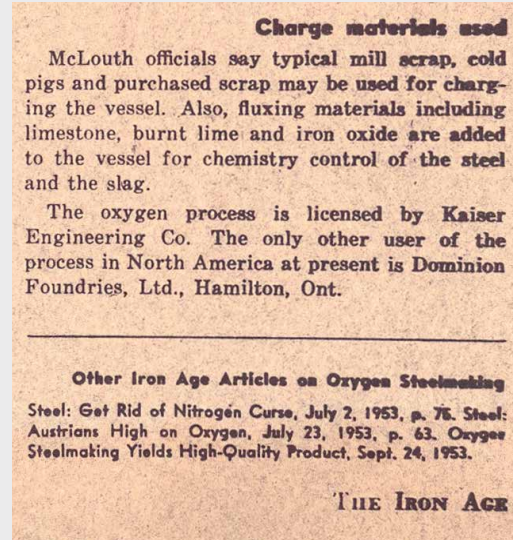 Charge materials used
McLouth officials say typical mill scrap, cold
pigs and purchased scrap may be used for charg-
ing the vessel. Also, fluxing materials including
limestone, burnt lime and iron oxide are added
to the vessel for chemistry control of the steel
and the slag.
The oxygen process is licensed by Kaiser
Engineering Co. The only other user of the
process in North America at present is Dominion
Foundries, Ltd., Hamilton, Ont.
Other Iron Age Articles on Oxygen Steelmaking
Steel: Get Rid of Nitrogen Curse, July 2, 1953, p. 76. Steel:
Austrians High on Oxygen, July 23, 1953, p. 63. Oxygen
Steelmaking Yields High-Quality Product, Sept. 24, 1953.
THE IRON AGE